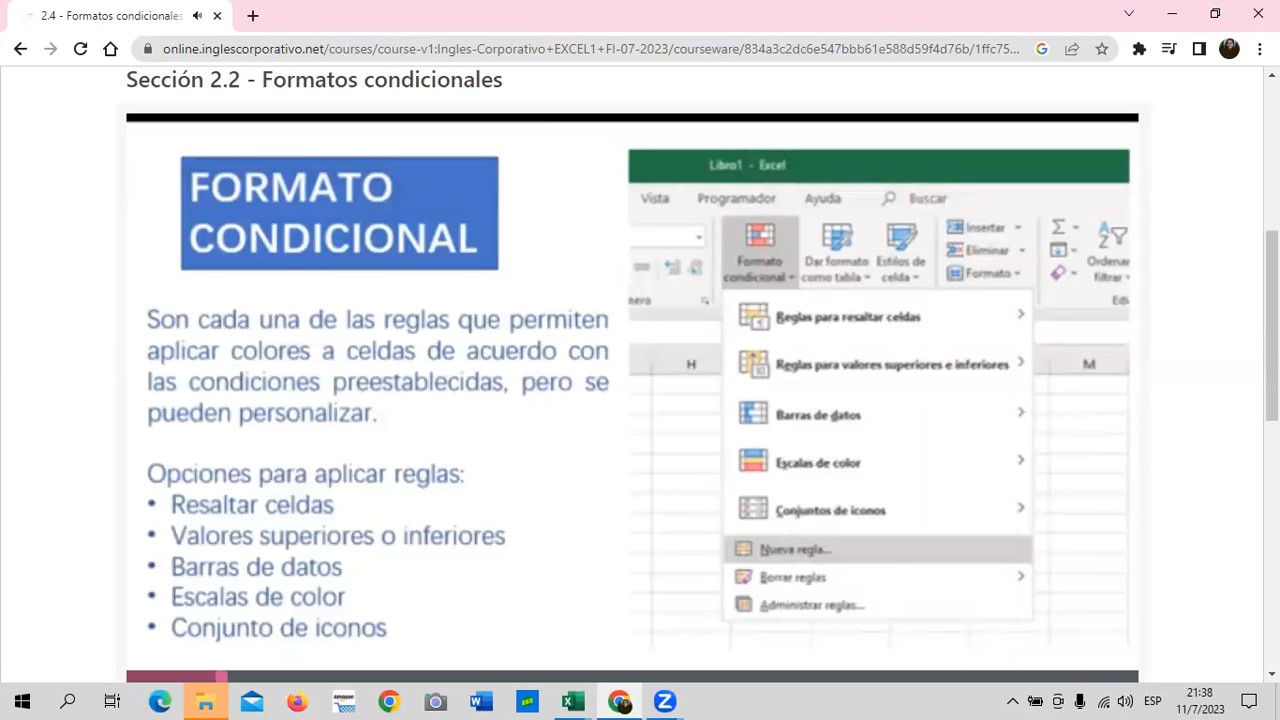 2.4 - Formatos condicionales
online.inglescorporativo.net/courses/course-v1:Ingles-Corporativo+EXCEL1+FI-07-2023/courseware/834a3c2dc5e547bbb61e588d59f4d76b/1ffc75...
Sección 2.2 - Formatos condicionales
FORMATO
CONDICIONAL
Son cada una de las reglas que permiten
aplicar colores a celdas de acuerdo con
las condiciones preestablecidas, pero se
pueden personalizar.
Opciones para aplicar reglas:
• Resaltar celdas
• Valores superiores o inferiores
• Barras de datos
• Escalas de color
• Conjunto de iconos
Libro1 - Excel
Vista Programador Ayuda Buscar
Formato condicional
Dar formato como tabla
Estilos de celda
Insertar
Eliminar
Formato
Ordenar
filtrar
mero
Edi
H M
Reglas para resaltar celdas
Reglas para valores superiores e inferiores
Barras de datos
Escalas de color
Conjuntos de iconos
Nueva regla...
Borrar reglas
Administrar reglas...
ESP
21:38
11/7/2023